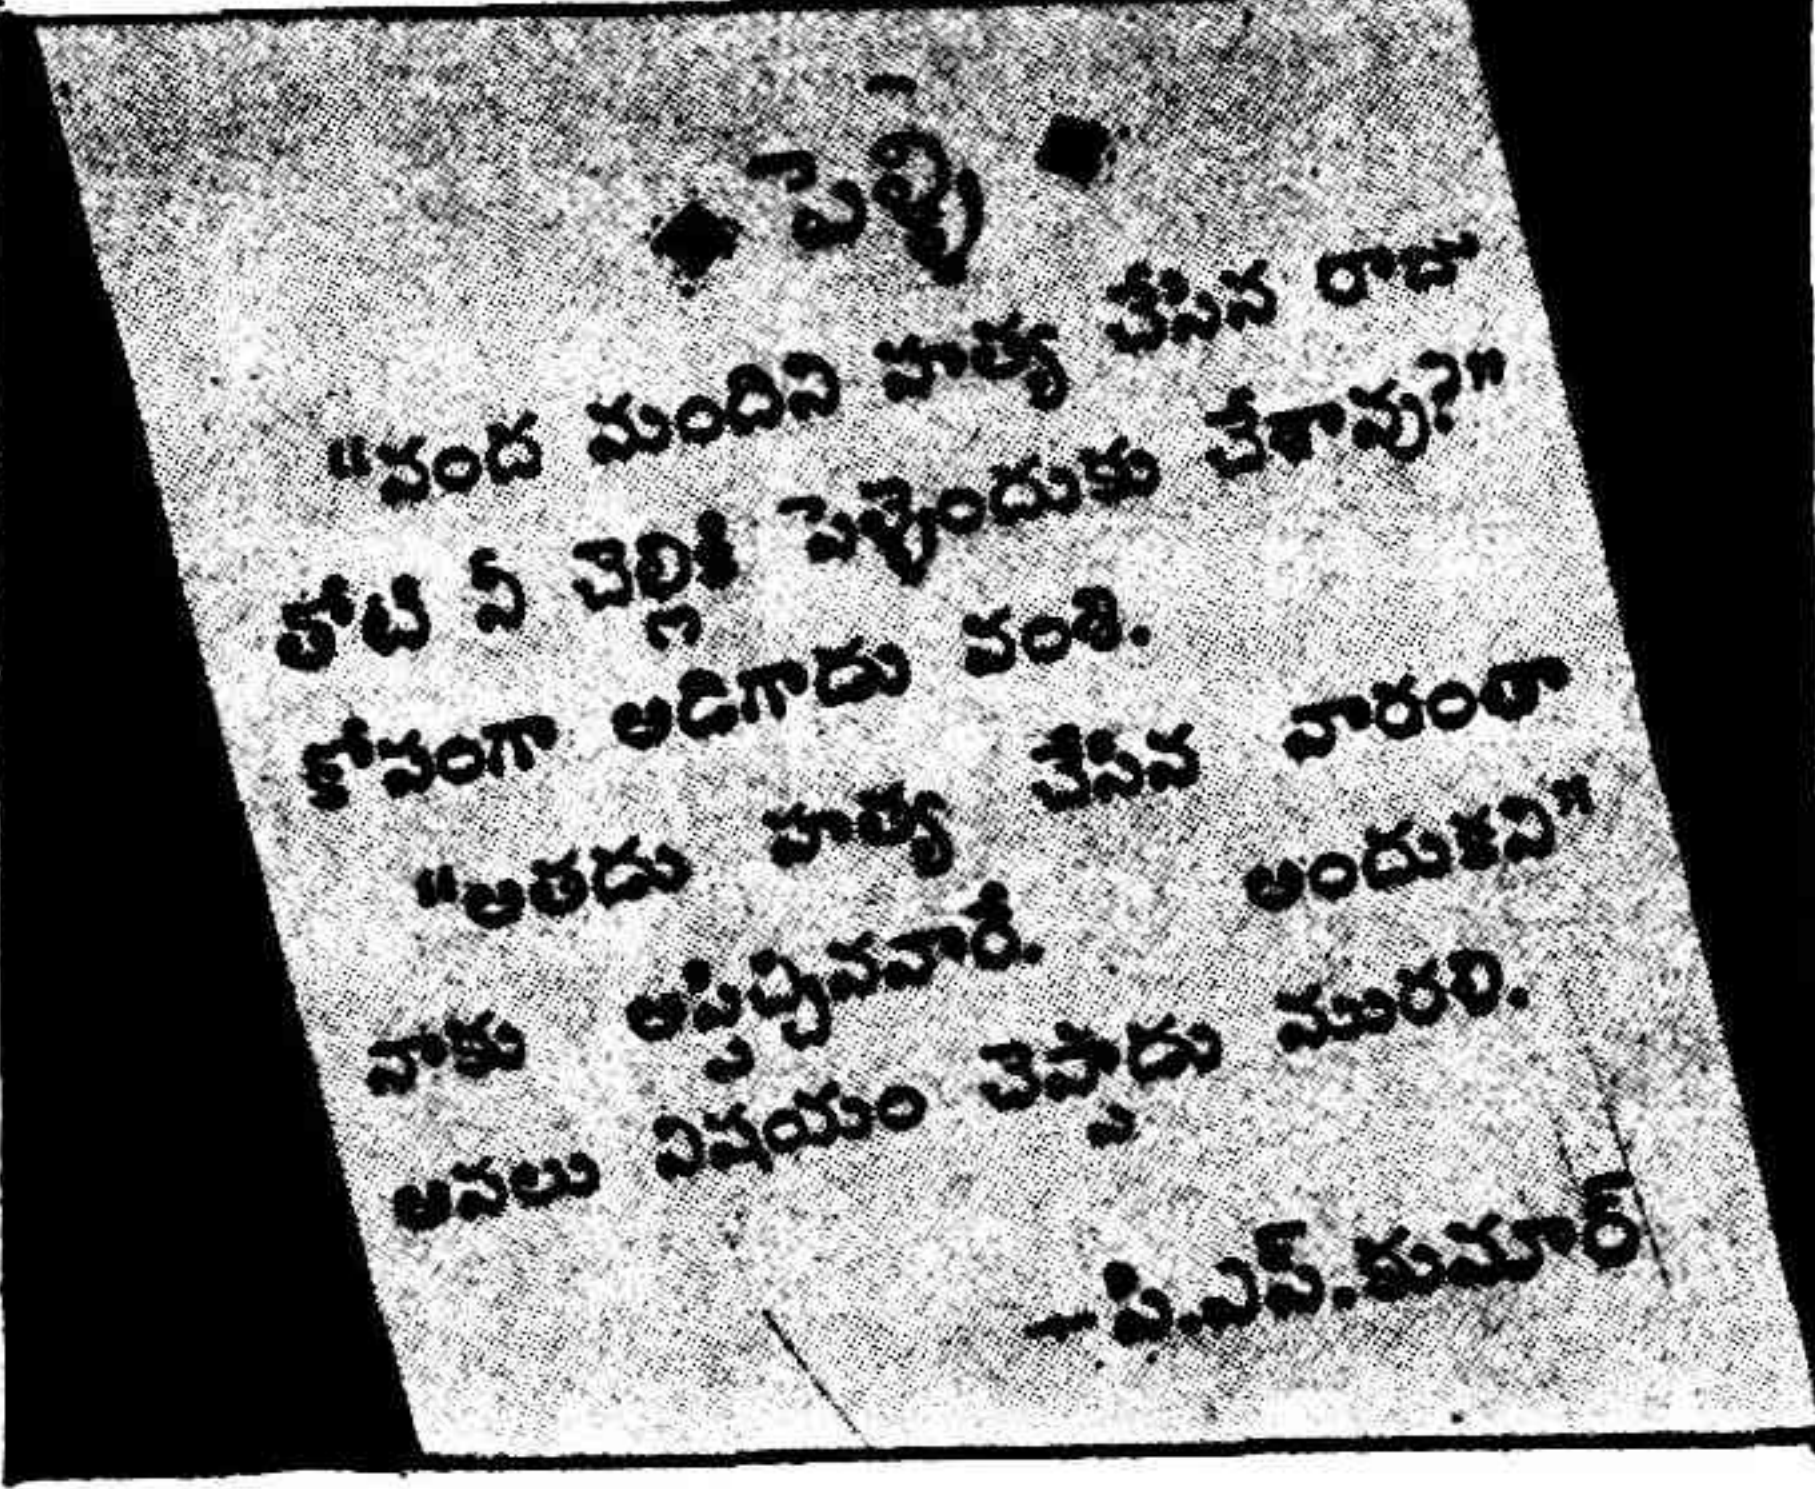 ◆ పెళ్ళి ◆
“వంద మందిని హత్య చేసిన రాజు
తోటి నీ చెల్లికి పెళ్ళెందుకు చేశావు?”
కోపంగా అడిగాడు వంశి.
“అతడు హత్య చేసిన వారంతా
నాకు అప్పిచ్చినవారే. అందుకని”
అసలు విషయం చెప్పాడు మురళి.
—పి.ఎస్.కుమార్